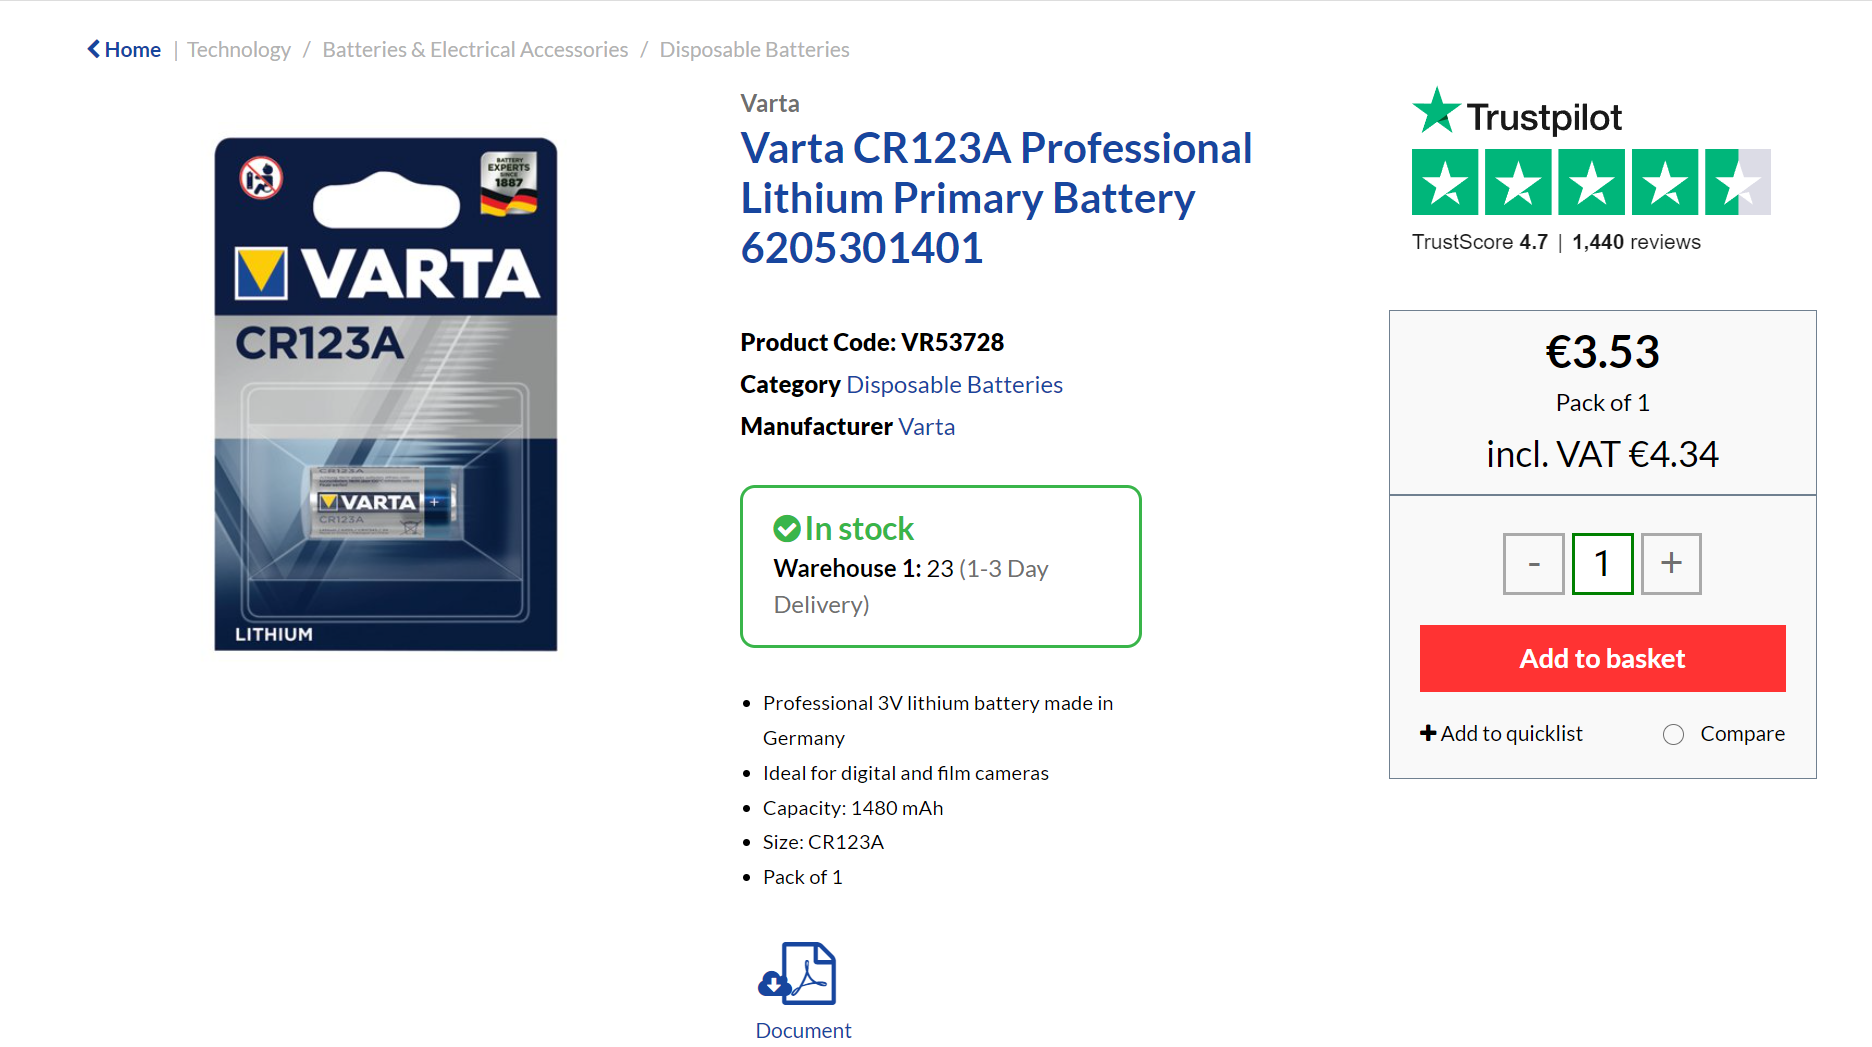 Home | Technology / Batteries & Electrical Accessories / Disposable Batteries
BATTERY
EXPERTS
SINCE
1887
VARTA
CR123A
CR123A
VARTA +
CR123A
LITHIUM
Varta
Varta CR123A Professional
Lithium Primary Battery
6205301401
Product Code: VR53728
Category Disposable Batteries
Manufacturer Varta
In stock
Warehouse 1: 23 (1-3 Day
Delivery)
• Professional 3V lithium battery made in
Germany
• Ideal for digital and film cameras
• Capacity: 1480 mAh
• Size: CR123A
• Pack of 1
Document
Trustpilot
TrustScore 4.7 | 1,440 reviews
€3.53
Pack of 1
incl. VAT €4.34
- 1 +
Add to basket
Add to quicklist Compare